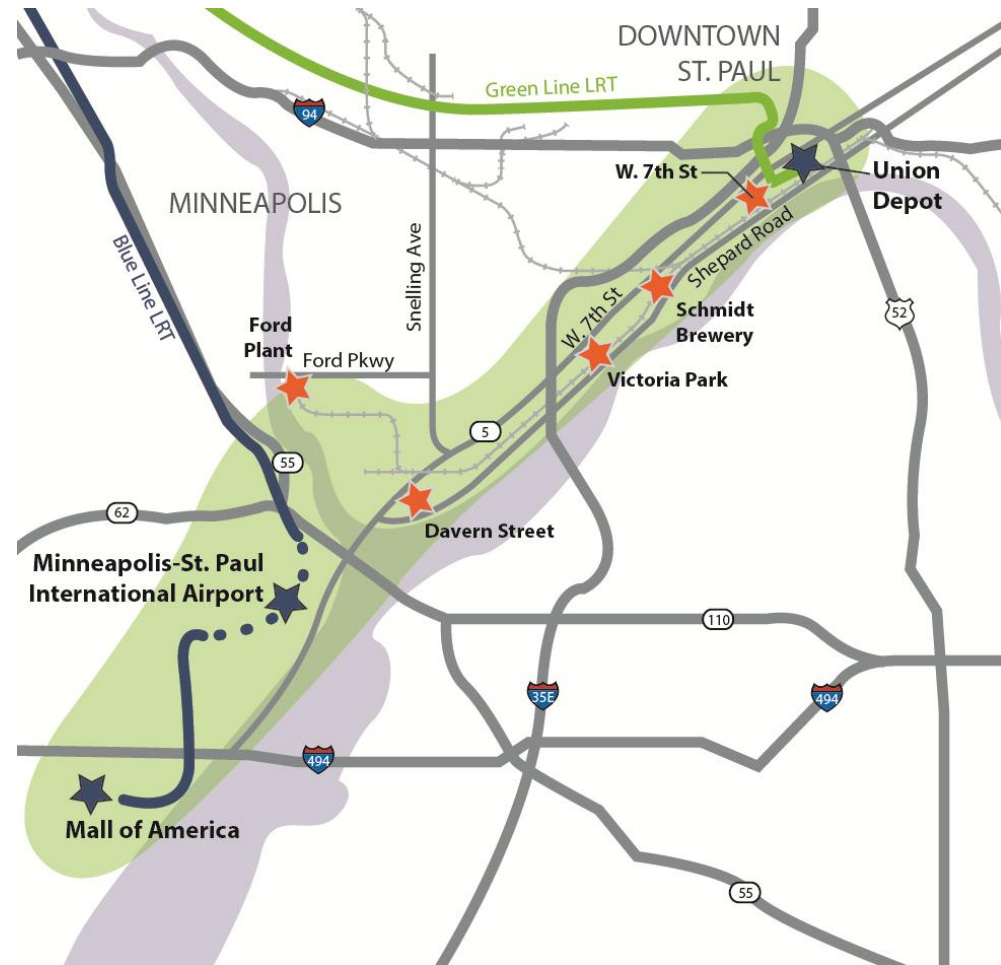 DOWNTOWN
ST. PAUL
Green Line LRT
94
W. 7th St
Union
Depot
MINNEAPOLIS
Blue Line LRT
Snelling Ave
Shepard Road
W. 7th St
Schmidt
Brewery
52
Ford
Plant
Ford Pkwy
Victoria Park
5
55
62
Davern Street
Minneapolis-St. Paul
International Airport
110
35E
494
494
Mall of America
55